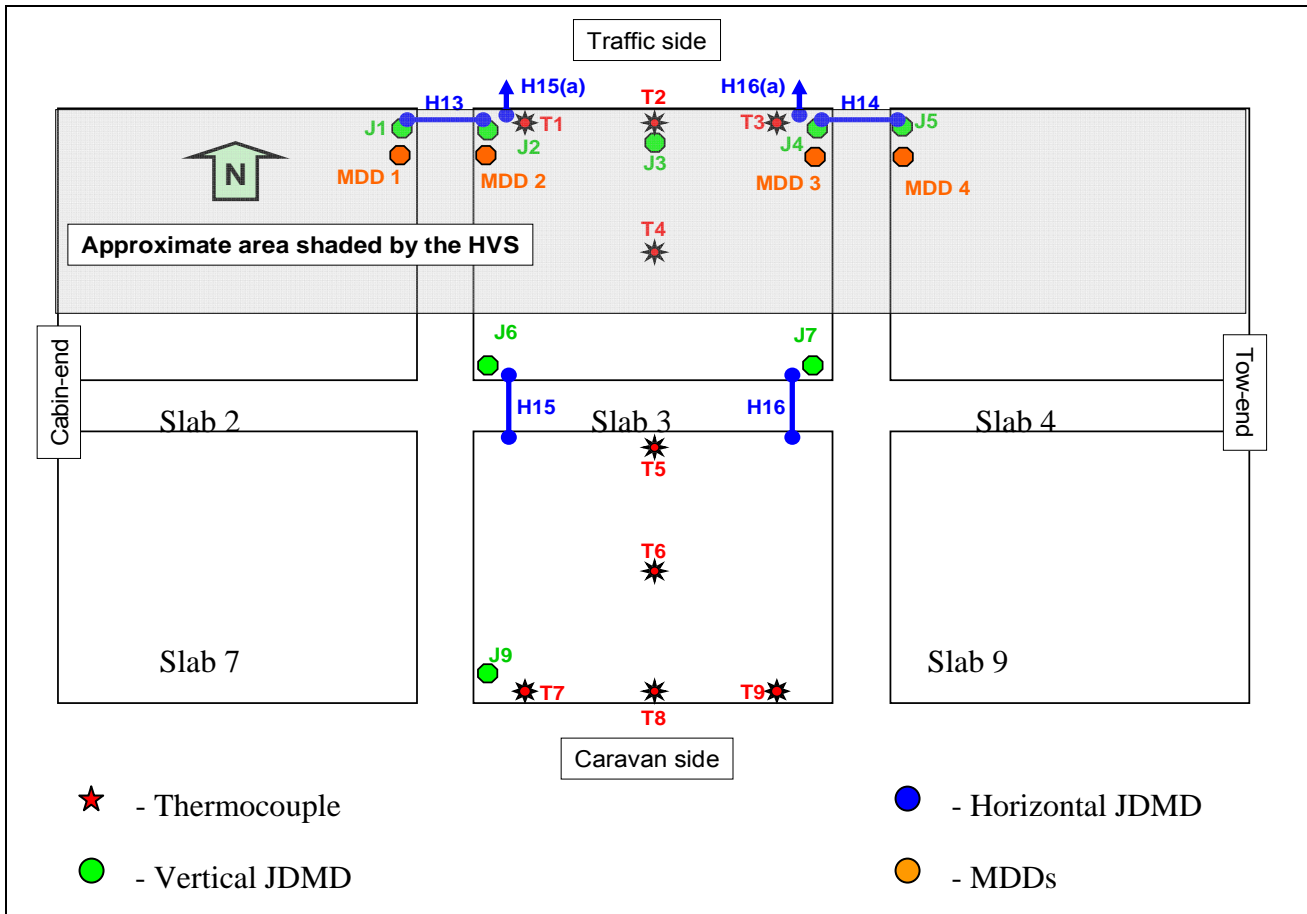 Traffic side
H15(a)
H16(a)
T2
H13
H14
J1
T1
T3
J5
J2
J4
J3
MDD 1
MDD 2
MDD 3
MDD 4
N
T4
Approximate area shaded by the HVS
J6
J7
Cabin-end
Tow-end
H15
H16
Slab 2
Slab 3
Slab 4
T5
T6
Slab 7
J9
Slab 9
T7
T9
T8
Caravan side
- Thermocouple
- Horizontal JDMD
- Vertical JDMD
- MDDs